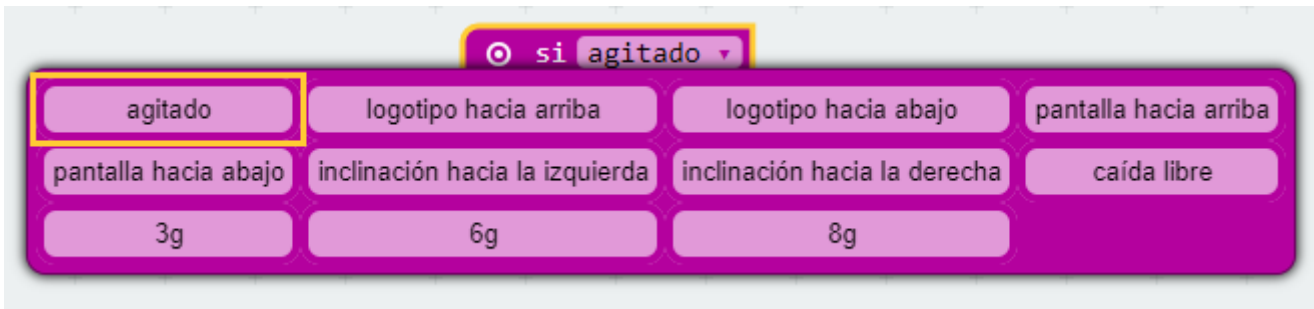 si agitado
agitado logotipo hacia arriba logotipo hacia abajo pantalla hacia arriba
pantalla hacia abajo inclinación hacia la izquierda inclinación hacia la derecha caída libre
3g 6g 8g